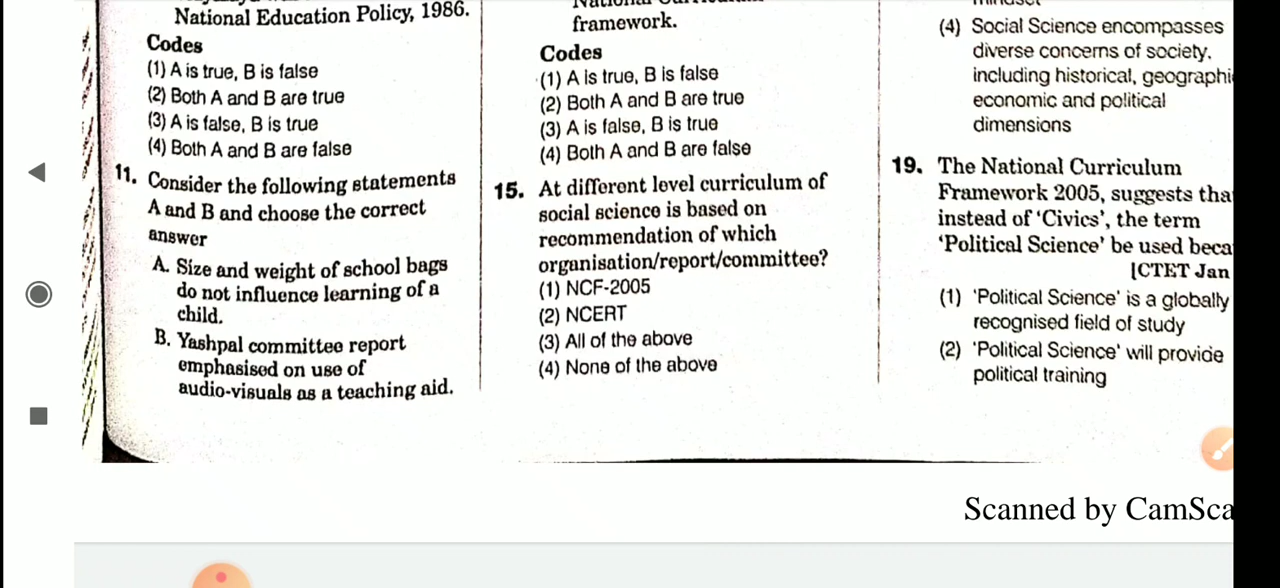 National Education Policy, 1986.
Codes
(1) A is true, B is false
(2) Both A and B are true
(3) A is false, B is true
(4) Both A and B are false
11. Consider the following statements
A and B and choose the correct
answer
A. Size and weight of school bags
do not influence learning of a
child.
B. Yashpal committee report
emphasised on use of
audio-visuals as a teaching aid.
framework.
Codes
(1) A is true, B is false
(2) Both A and B are true
(3) A is false, B is true
(4) Both A and B are false
15. At different level curriculum of
social science is based on
recommendation of which
organisation/report/committee?
(1) NCF-2005
(2) NCERT
(3) All of the above
(4) None of the above
(4) Social Science encompasses
diverse concerns of society,
including historical, geographi
economic and political
dimensions
19. The National Curriculum
Framework 2005, suggests tha
instead of ‘Civics’, the term
‘Political Science’ be used beca
[CTET Jan
(1) ‘Political Science’ is a globally
recognised field of study
(2) ‘Political Science’ will provide
political training
Scanned by CamSca